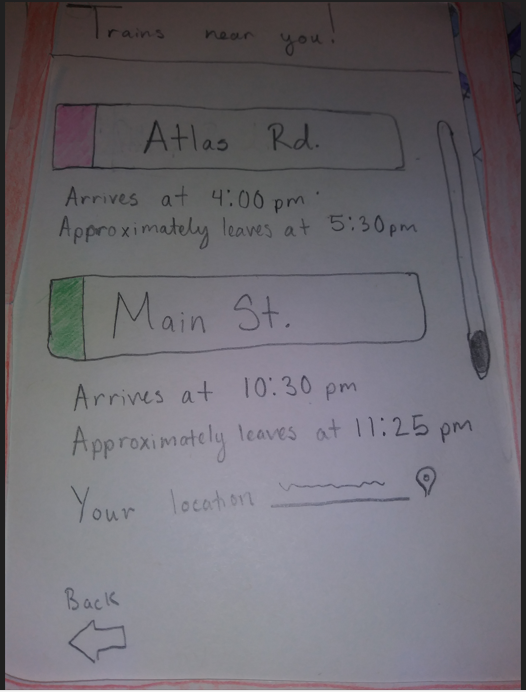 Trains near you!
Atlas Rd.
Arrives at 4:00 pm
Approximately leaves at 5:30pm
Main St.
Arrives at 10:30 pm
Approximately leaves at 11:25 pm
Your location
Back